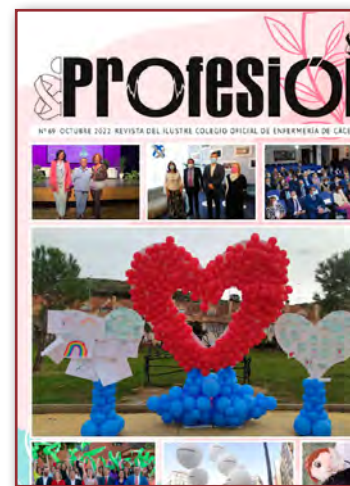 &Profesió
Nº 69 OCTUBRE 2022 REVISTA DEL ILUSTRE COLEGIO OFICIAL DE ENFERMERÍA DE CÁCE